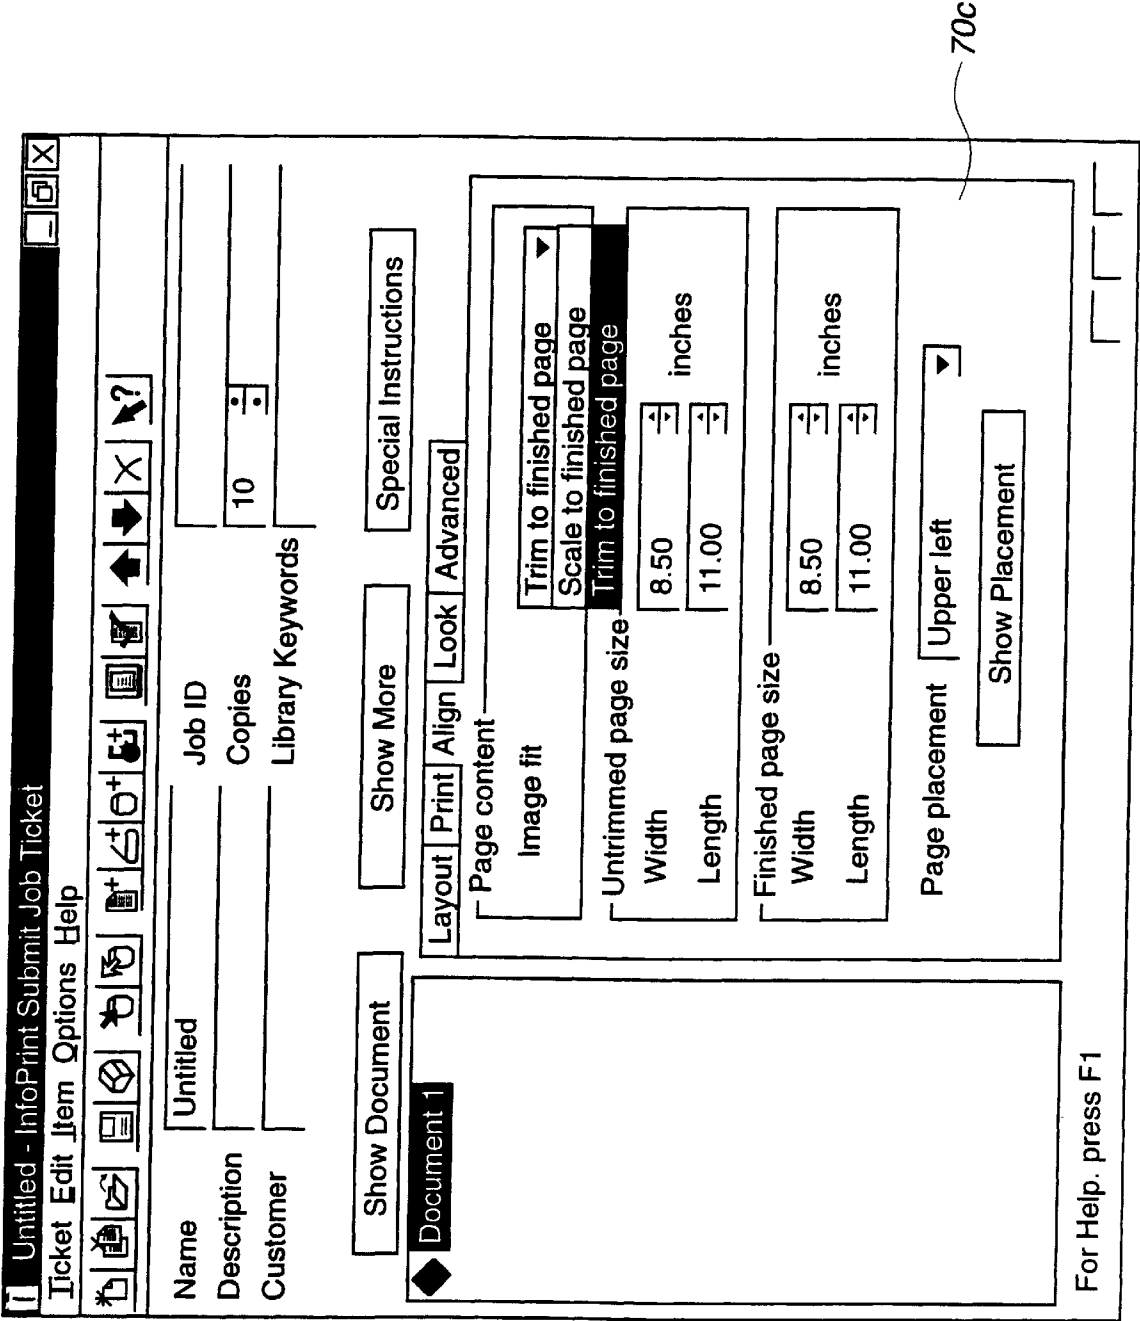 Untitled - InfoPrint Submit Job Ticket
Ticket Edit Item Options Help
Name Untitled Job ID
Description Copies 10
Customer Library Keywords
Show Document Show More Special Instructions
Document 1
Layout Print Align Look Advanced
Page content
Image fit Trim to finished page
Scale to finished page
Trim to finished page
Untrimmed page size
Width 8.50 inches
Length 11.00
Finished page size
Width 8.50 inches
Length 11.00
Page placement Upper left
Show Placement
For Help. press F1
70c